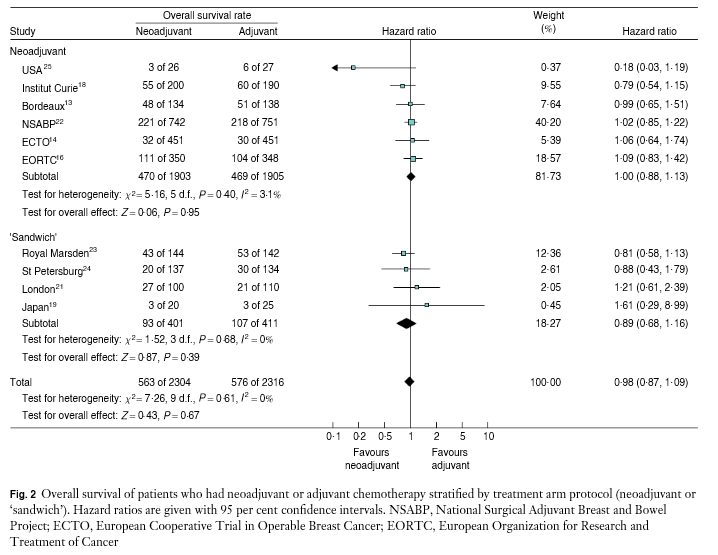 Overall survival rate Weight
Study Neoadjuvant Adjuvant Hazard ratio (%) Hazard ratio
Neoadjuvant
USA25 3 of 26 6 of 27 0·37 0·18 (0·03, 1·19)
Institut Curie18 55 of 200 60 of 190 9·55 0·79 (0·54, 1·15)
Bordeaux13 48 of 134 51 of 138 7·64 0·99 (0·65, 1·51)
NSABP22 221 of 742 218 of 751 40·20 1·02 (0·85, 1·22)
ECTO14 32 of 451 30 of 451 5·39 1·06 (0·64, 1·74)
EORTC16 111 of 350 104 of 348 18·57 1·09 (0·83, 1·42)
Subtotal 470 of 1903 469 of 1905 81·73 1·00 (0·88, 1·13)
Test for heterogeneity: χ2 = 5·16, 5 d.f., P = 0·40, I2 = 3·1%
Test for overall effect: Z = 0·06, P = 0·95
'Sandwich'
Royal Marsden23 43 of 144 53 of 142 12·36 0·81 (0·58, 1·13)
St Petersburg24 20 of 137 30 of 134 2·61 0·88 (0·43, 1·79)
London21 27 of 100 21 of 110 2·05 1·21 (0·61, 2·39)
Japan19 3 of 20 3 of 25 0·45 1·61 (0·29, 8·99)
Subtotal 93 of 401 107 of 411 18·27 0·89 (0·68, 1·16)
Test for heterogeneity: χ2 = 1·52, 3 d.f., P = 0·68, I2 = 0%
Test for overall effect: Z = 0·87, P = 0·39
Total 563 of 2304 576 of 2316 100·00 0·98 (0·87, 1·09)
Test for heterogeneity: χ2 = 7·26, 9 d.f., P = 0·61, I2 = 0%
Test for overall effect: Z = 0·43, P = 0·67
0·1 0·2 0·5 1 2 5 10
Favours Favours
neoadjuvant adjuvant
Fig. 2 Overall survival of patients who had neoadjuvant or adjuvant chemotherapy stratified by treatment arm protocol (neoadjuvant or
‘sandwich’). Hazard ratios are given with 95 per cent confidence intervals. NSABP, National Surgical Adjuvant Breast and Bowel
Project; ECTO, European Cooperative Trial in Operable Breast Cancer; EORTC, European Organization for Research and
Treatment of Cancer